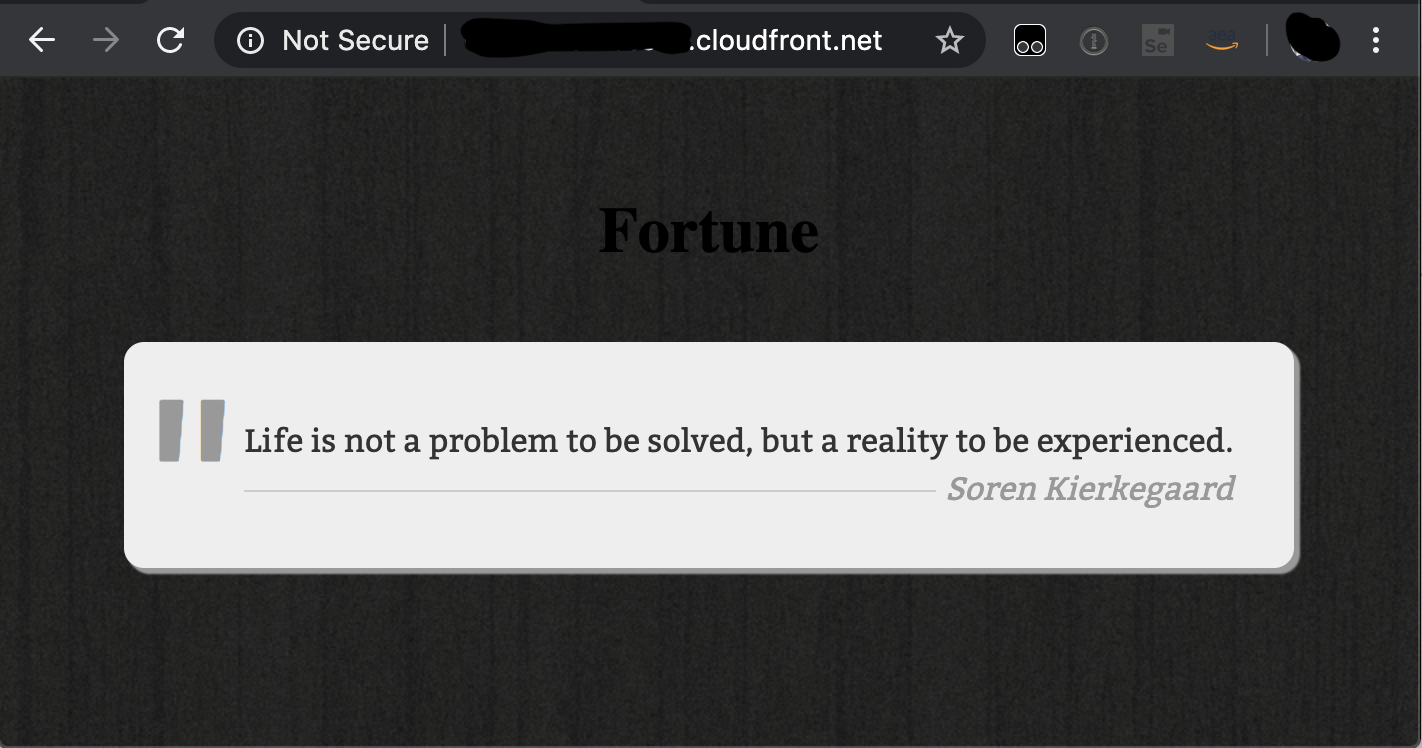 Not Secure .cloudfront.net
Se
aea
Fortune
" Life is not a problem to be solved, but a reality to be experienced.
Soren Kierkegaard